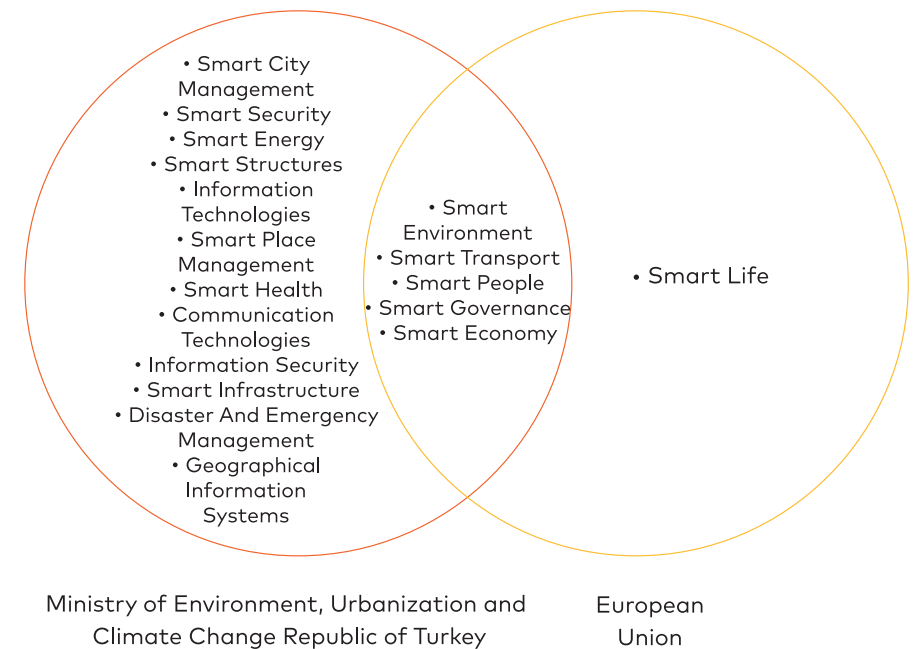 • Smart City
Management
• Smart Security
• Smart Energy
• Smart Structures
• Information
Technologies
• Smart Place
Management
• Smart Health
• Communication
Technologies
• Information Security
• Smart Infrastructure
• Disaster And Emergency
Management
• Geographical
Information
Systems
• Smart
Environment
• Smart Transport
• Smart People
• Smart Governance
• Smart Economy
• Smart Life
Ministry of Environment, Urbanization and
Climate Change Republic of Turkey
European
Union